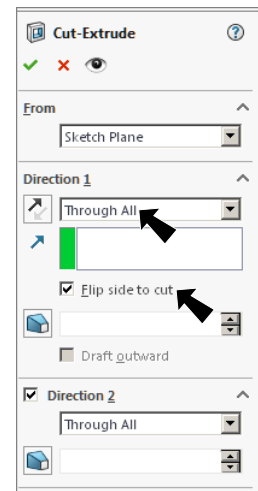 Cut-Extrude
From
Sketch Plane
Direction 1
Through All
Flip side to cut
Draft outward
Direction 2
Through All